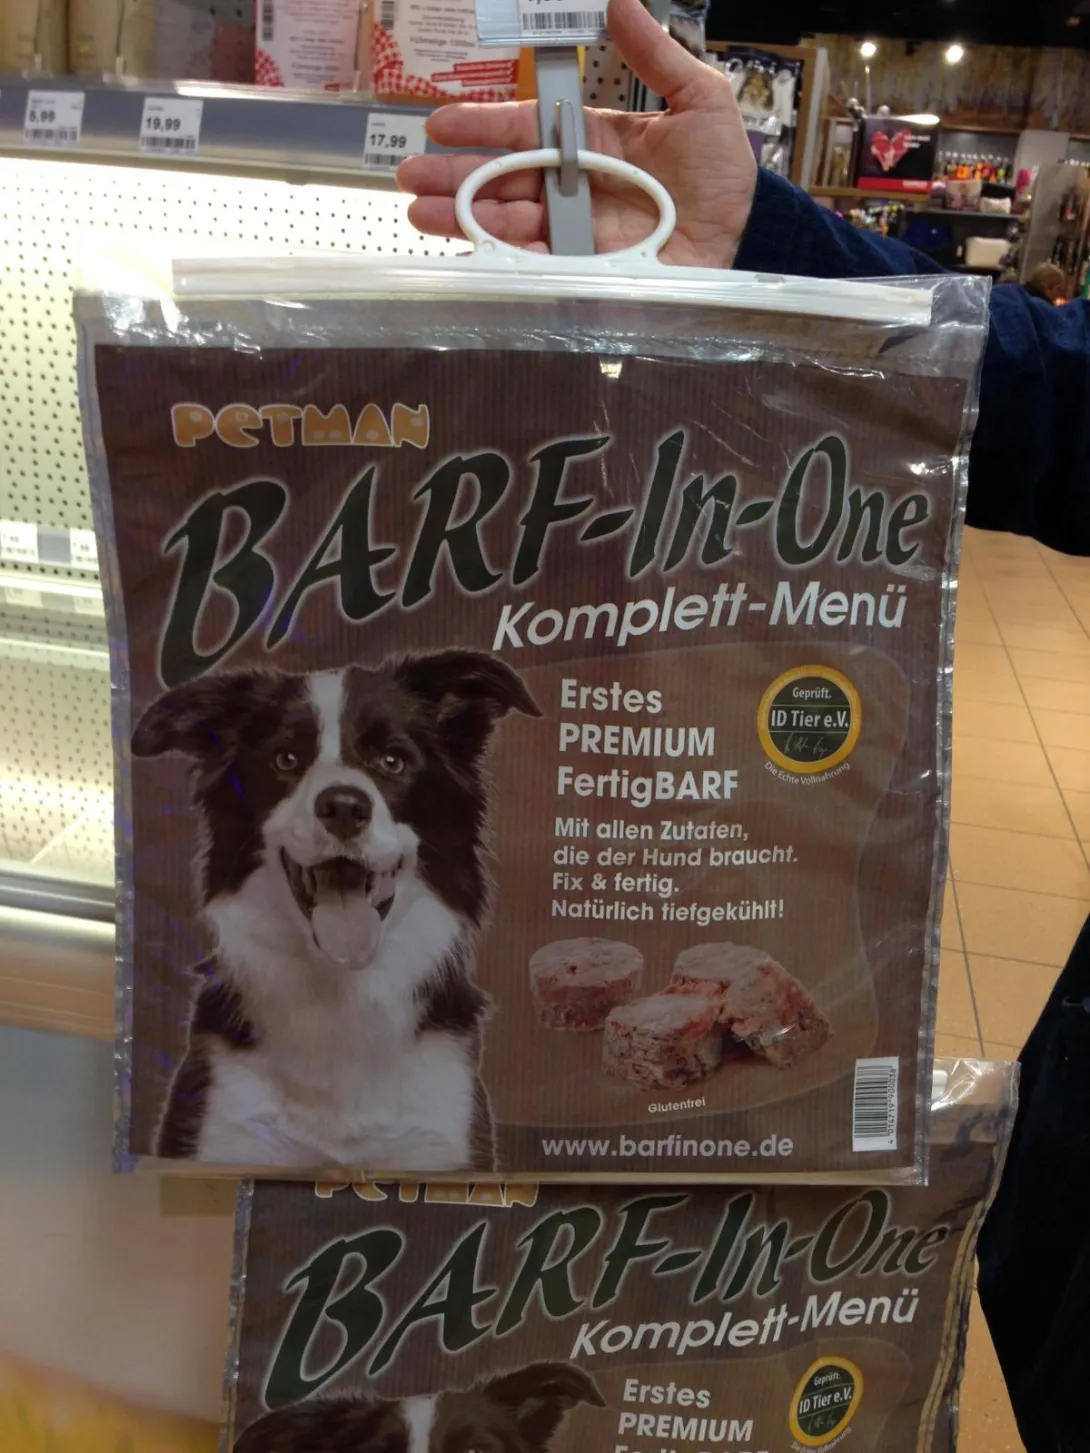 6,99
19,99
17,99
PETMAN
BARF-In-One
Komplett-Menü
Erstes
PREMIUM
FertigBARF
Geprüft.
ID Tier e.V.
Die Echte Vollnahrung
Mit allen Zutaten,
die der Hund braucht.
Fix & fertig.
Natürlich tiefgekühlt!
Glutenfrei
www.barfinone.de
PETMAN
BARF-In-One
Komplett-Menü
Erstes
PREMIUM
Geprüft.
ID Tier e.V.